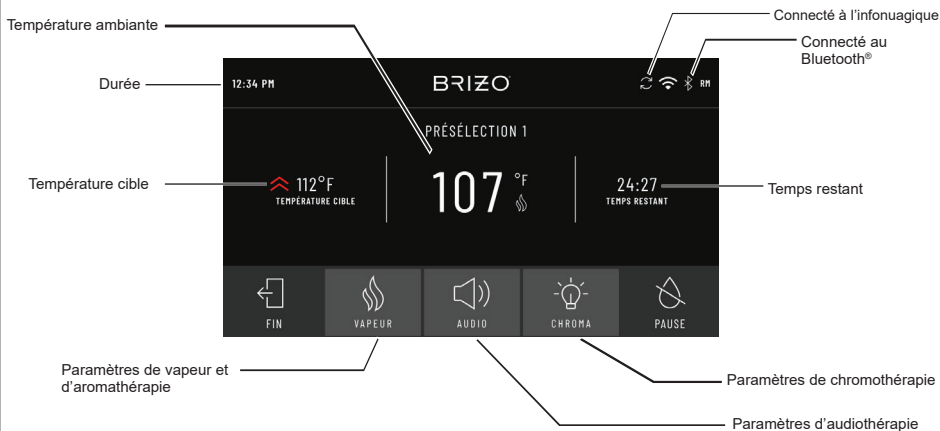 Connecté à l'infonuagique
Température ambiante
Connecté au
Bluetooth®
Durée
12:34 PM
BRIZO
RM
PRÉSÉLECTION 1
Température cible
112°F
TEMPÉRATURE CIBLE
107 °F
24:27
TEMPS RESTANT
Temps restant
FIN
VAPEUR
AUDIO
CHROMA
PAUSE
Paramètres de vapeur et
d'aromathérapie
Paramètres de chromothérapie
Paramètres d'audiothérapie